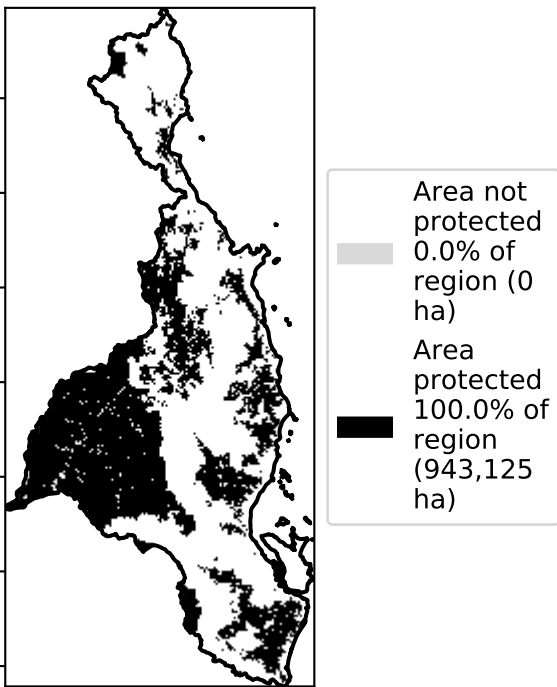 Area not
protected
0.0% of
region (0
ha)
Area
protected
100.0% of
region
(943,125
ha)